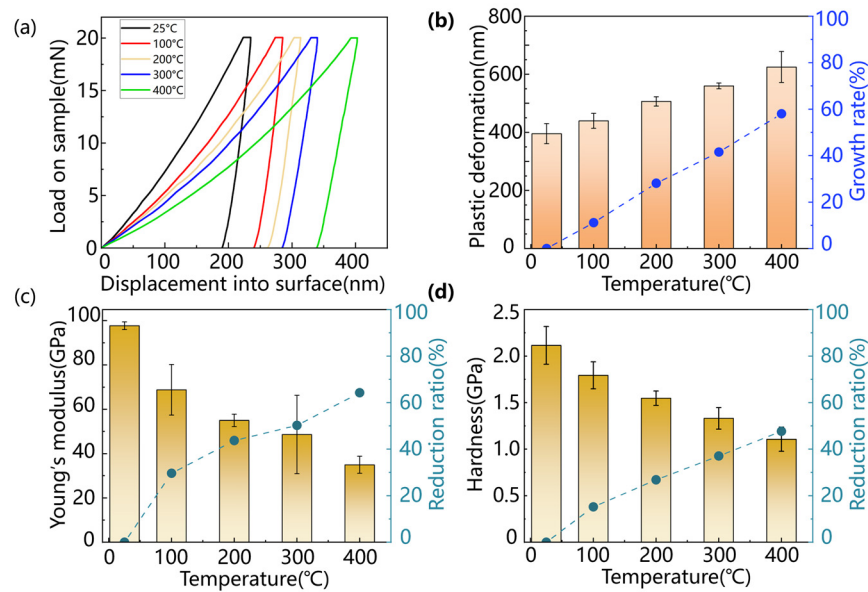 (a)
25°C
100°C
200°C
300°C
400°C
Load on sample(mN)
20
15
10
5
0
0 100 200 300 400
Displacement into surface(nm)
(b)
Plastic deformation(nm)
800
600
400
200
0
100
80
60
40
20
0
Growth rate(%)
0 100 200 300 400
Temperature(℃)
(c)
Young's modulus(GPa)
100
80
60
40
20
0
100
80
60
40
20
0
Reduction ratio(%)
0 100 200 300 400
Temperature(℃)
(d)
Hardness(GPa)
2.5
2.0
1.5
1.0
0.5
0
100
80
60
40
20
0
Reduction ratio(%)
0 100 200 300 400
Temperature(℃)